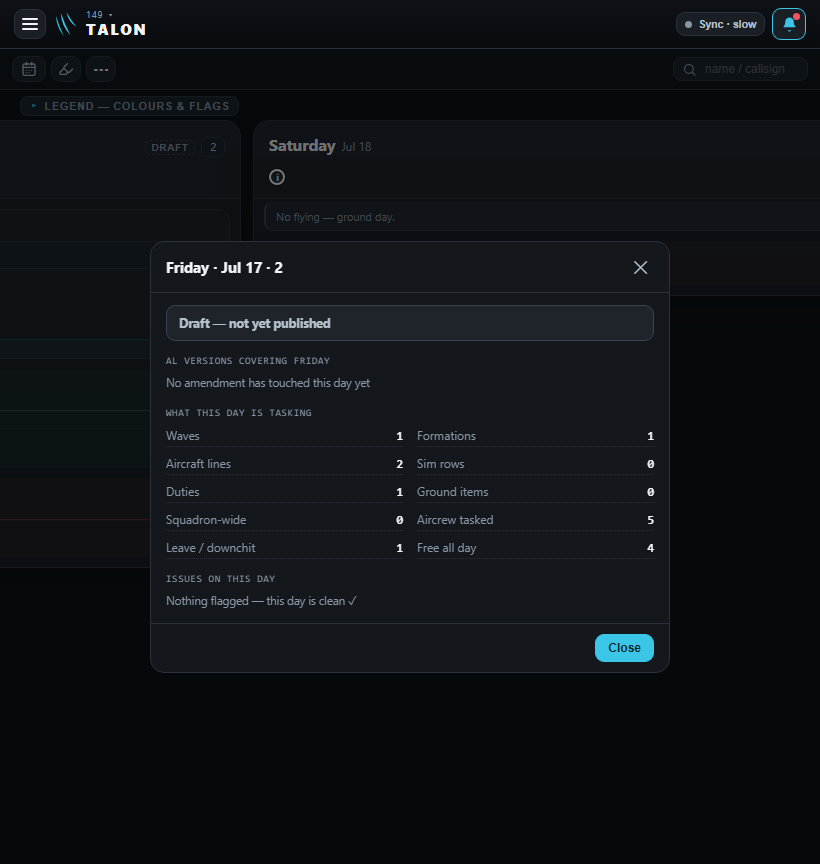 149 ·
TALON
Sync · slow
name / callsign
LEGEND — COLOURS & FLAGS
DRAFT 2
Saturday Jul 18
No flying — ground day.
Friday · Jul 17 · 2
Draft — not yet published
AL VERSIONS COVERING FRIDAY
No amendment has touched this day yet
WHAT THIS DAY IS TASKING
Waves 1 Formations 1
Aircraft lines 2 Sim rows 0
Duties 1 Ground items 0
Squadron-wide 0 Aircrew tasked 5
Leave / downchit 1 Free all day 4
ISSUES ON THIS DAY
Nothing flagged — this day is clean ✓
Close